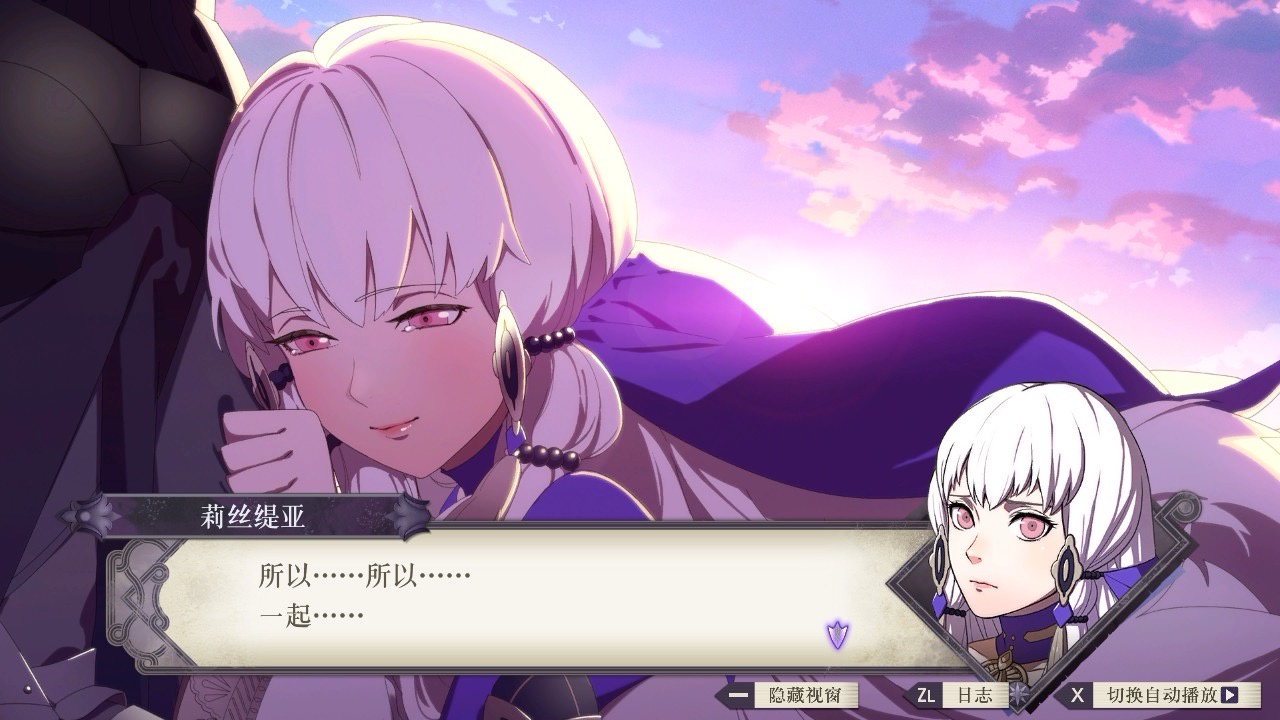 莉丝缇亚
所以……所以……
一起……
隐藏视窗
ZL 日志
X 切换自动播放